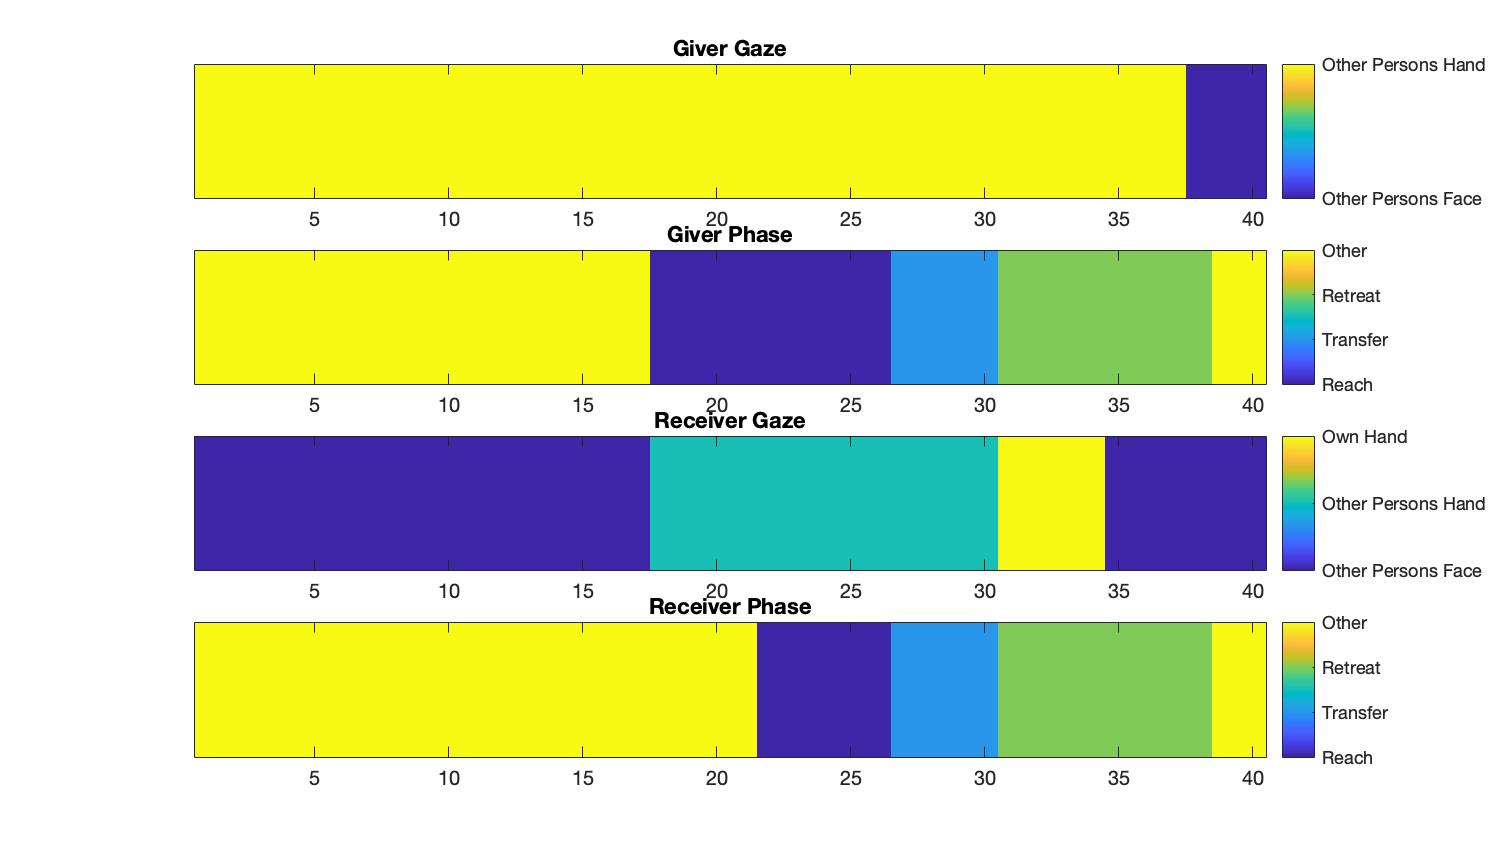 Giver Gaze
Other Persons Hand
Other Persons Face
5 10 15 20 25 30 35 40
Giver Phase
Other
Retreat
Transfer
Reach
5 10 15 20 25 30 35 40
Receiver Gaze
Own Hand
Other Persons Hand
Other Persons Face
5 10 15 20 25 30 35 40
Receiver Phase
Other
Retreat
Transfer
Reach
5 10 15 20 25 30 35 40